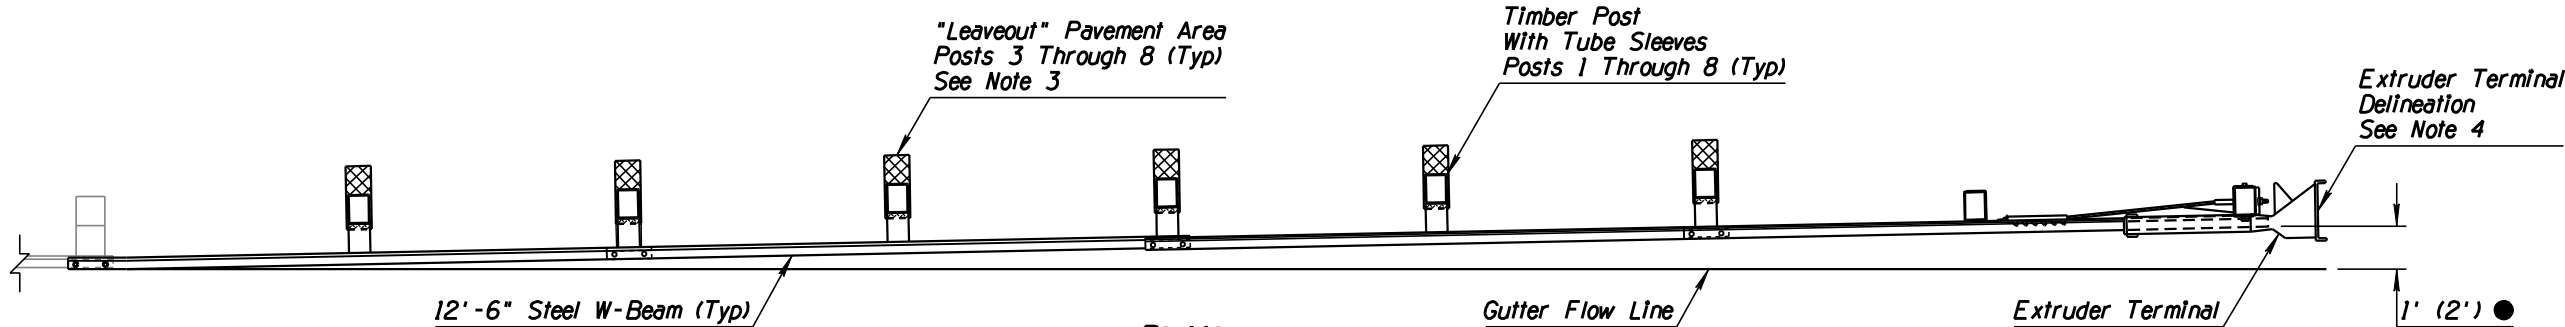 "Leaveout" Pavement Area
Posts 3 Through 8 (Typ)
See Note 3
Timber Post
With Tube Sleeves
Posts 1 Through 8 (Typ)
Extruder Terminal
Delineation
See Note 4
12'-6" Steel W-Beam (Typ)
Gutter Flow Line
Extruder Terminal
1' (2') ●